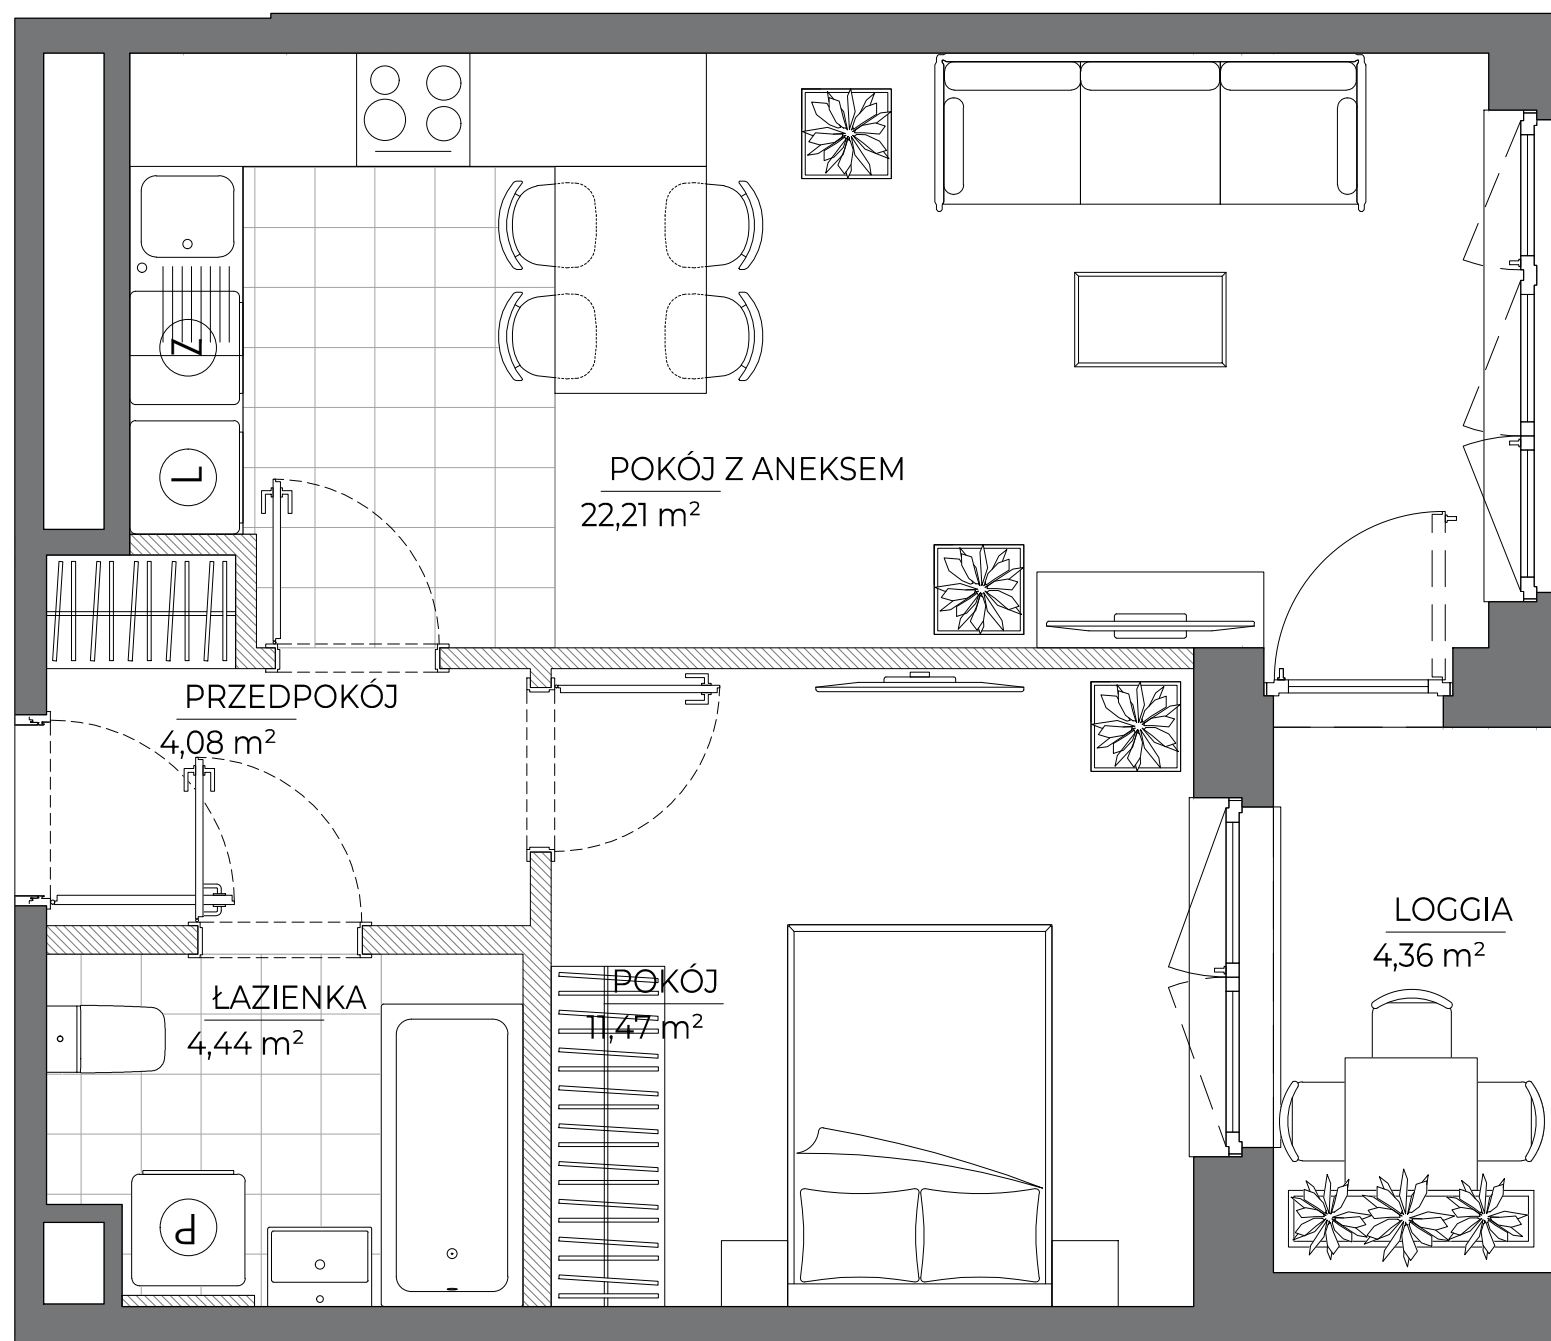 Z
L
POKÓJ Z ANEKSEM
22,21 m²
PRZEDPOKÓJ
4,08 m²
LOGGIA
4,36 m²
ŁAZIENKA
4,44 m²
POKÓJ
11,47 m²
P